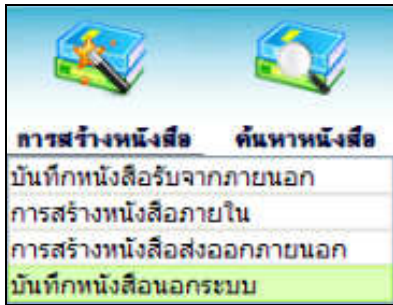 การสร้างหนังสือ ค้นหาหนังสือ
บันทึกหนังสือรับจากภายนอก
การสร้างหนังสือภายใน
การสร้างหนังสือส่งออกภายนอก
บันทึกหนังสือนอกระบบ